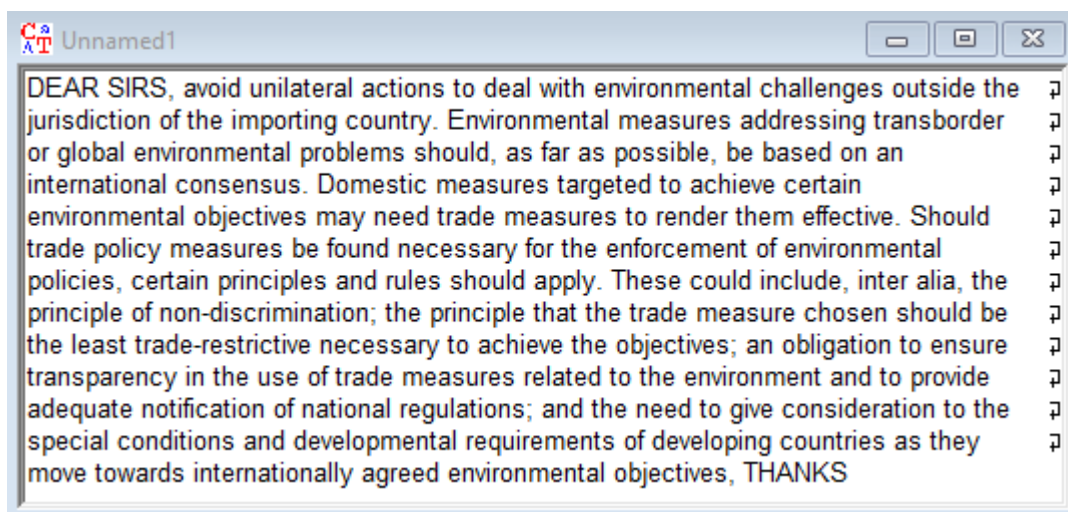 Unnamed1
DEAR SIRS, avoid unilateral actions to deal with environmental challenges outside the
jurisdiction of the importing country. Environmental measures addressing transborder
or global environmental problems should, as far as possible, be based on an
international consensus. Domestic measures targeted to achieve certain
environmental objectives may need trade measures to render them effective. Should
trade policy measures be found necessary for the enforcement of environmental
policies, certain principles and rules should apply. These could include, inter alia, the
principle of non-discrimination; the principle that the trade measure chosen should be
the least trade-restrictive necessary to achieve the objectives; an obligation to ensure
transparency in the use of trade measures related to the environment and to provide
adequate notification of national regulations; and the need to give consideration to the
special conditions and developmental requirements of developing countries as they
move towards internationally agreed environmental objectives, THANKS